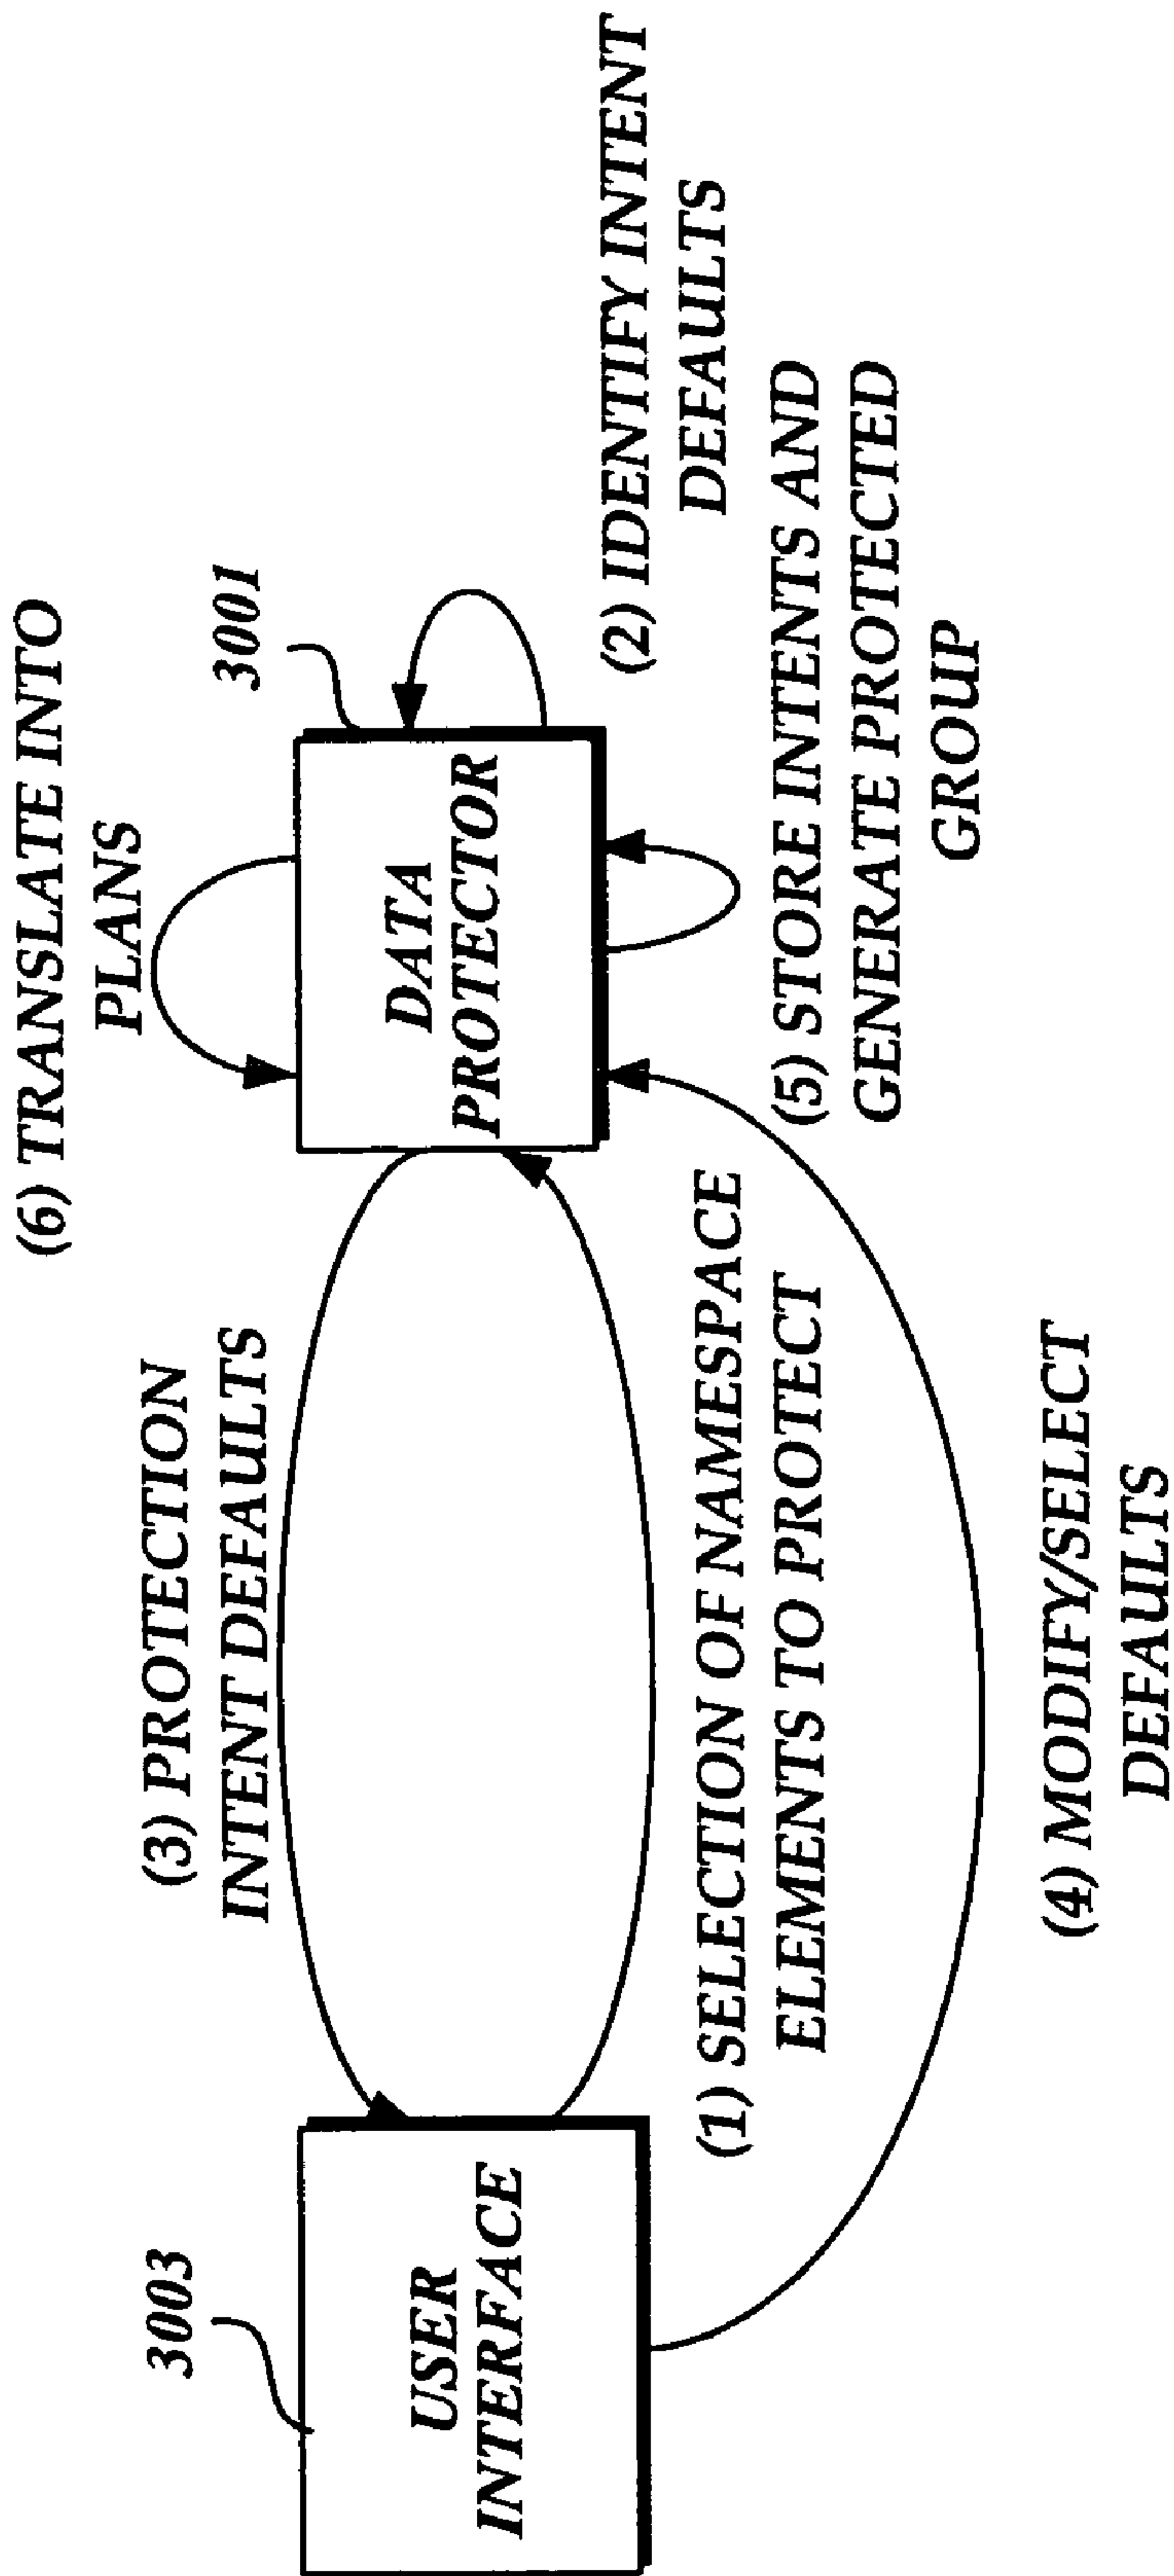 (6) TRANSLATE INTO
PLANS
3001
(3) PROTECTION
INTENT DEFAULTS
3003
USER
INTERFACE
DATA
PROTECTOR
(2) IDENTIFY INTENT
DEFAULTS
(1) SELECTION OF NAMESPACE
ELEMENTS TO PROTECT
(5) STORE INTENTS AND
GENERATE PROTECTED
GROUP
(4) MODIFY/SELECT
DEFAULTS